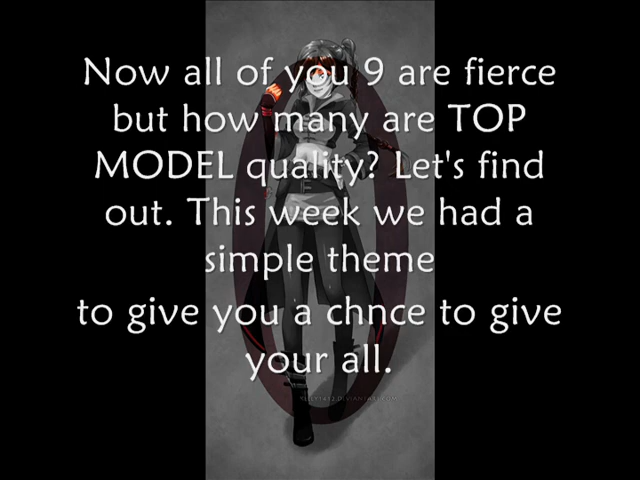 Now all of you 9 are fierce
but how many are TOP
MODEL quality? Let's find
out. This week we had a
simple theme
to give you a chnce to give
your all.